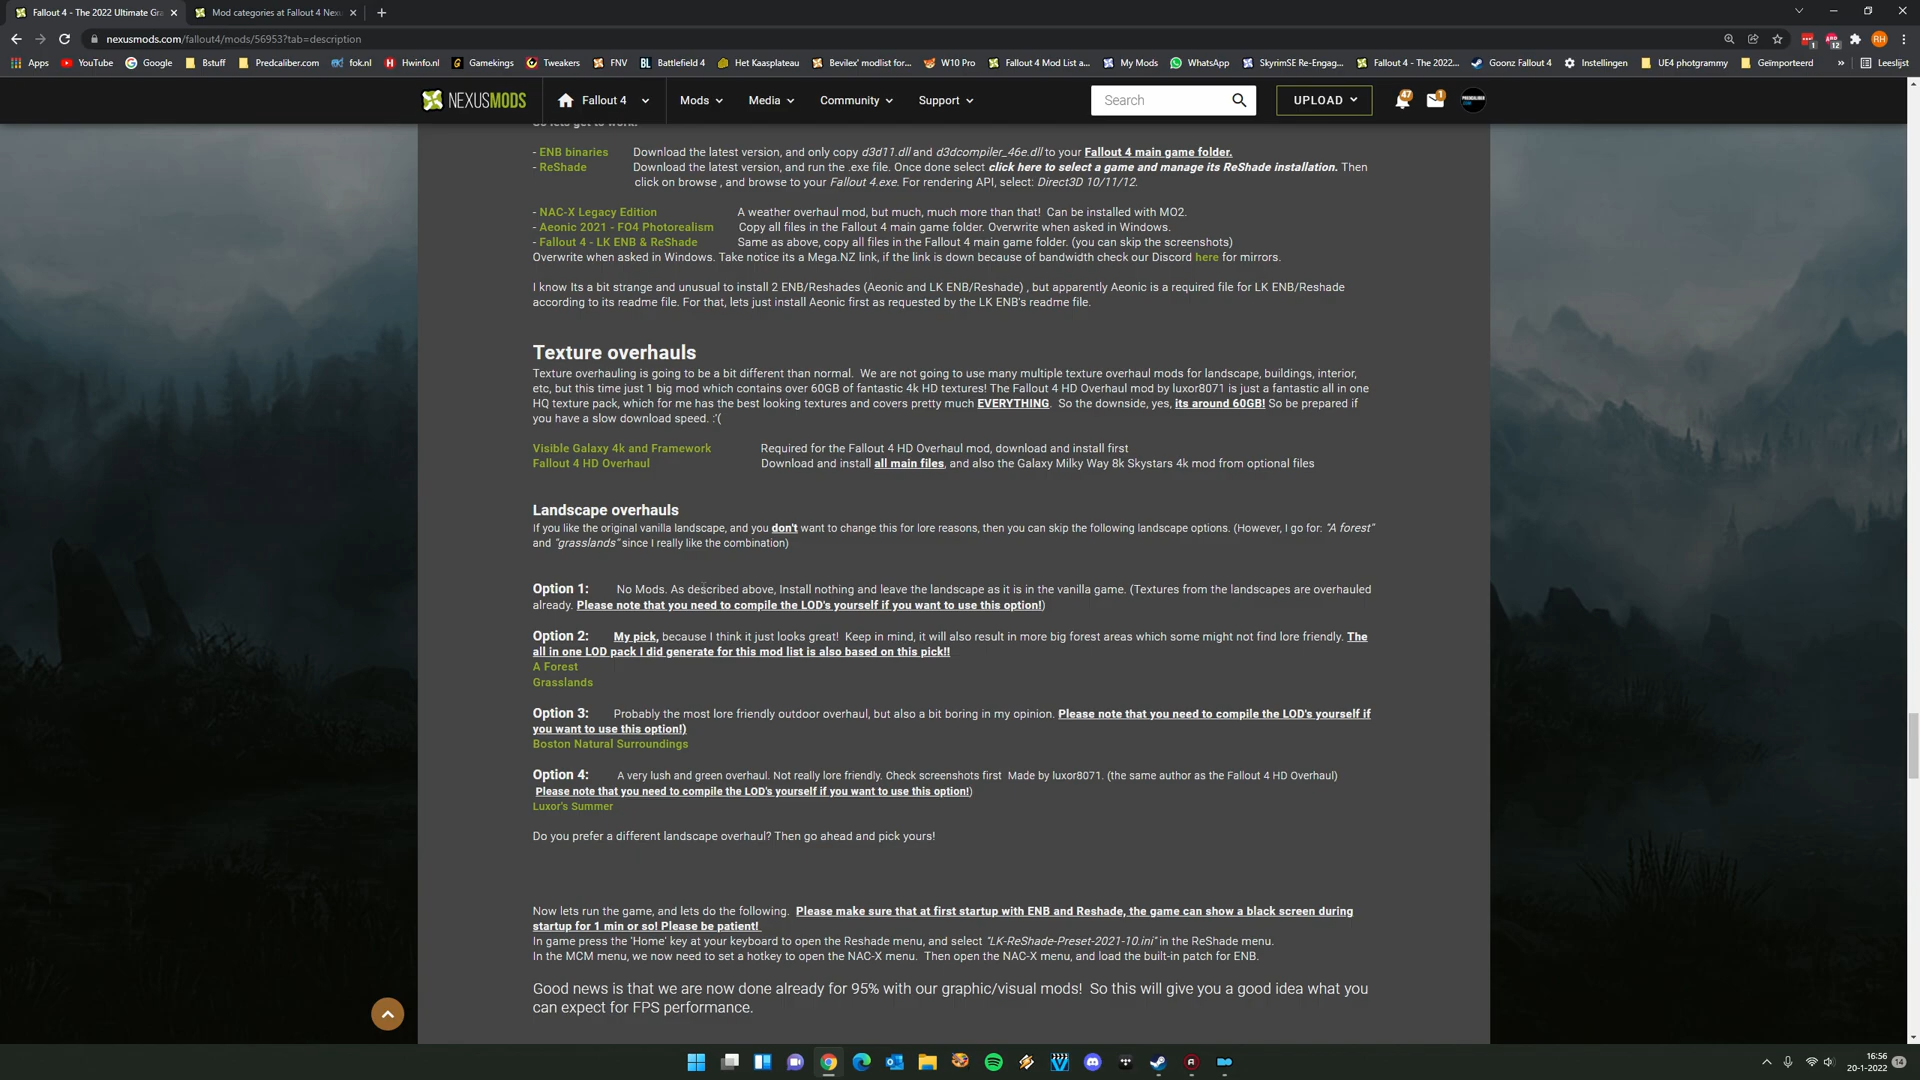 Fallout 4 - The 2022 Ultimate Gra
Mod categories at Fallout 4 Nexu
nexusmods.com/fallout4/mods/56953?tab=description
Apps YouTube Google Bstuff Predcaliber.com fok.nl Hwinfo.nl Gamekings Tweakers FNV Battlefield 4 Het Kaasplateau Bevilex' modlist for... W10 Pro Fallout 4 Mod List a... My Mods WhatsApp SkyrimSE Re-Engag... Fallout 4 - The 2022... Goonz Fallout 4 Instellingen UE4 photgrammy Geïmporteerd » Leeslijst
NEXUSMODS Fallout 4 Mods Media Community Support Search UPLOAD 47 1
So lets get to work!
- ENB binaries Download the latest version, and only copy d3d11.dll and d3dcompiler_46e.dll to your Fallout 4 main game folder.
- ReShade Download the latest version, and run the .exe file. Once done select click here to select a game and manage its ReShade installation. Then
click on browse , and browse to your Fallout 4.exe. For rendering API, select: Direct3D 10/11/12.
- NAC-X Legacy Edition A weather overhaul mod, but much, much more than that! Can be installed with MO2.
- Aeonic 2021 - FO4 Photorealism Copy all files in the Fallout 4 main game folder. Overwrite when asked in Windows.
- Fallout 4 - LK ENB & ReShade Same as above, copy all files in the Fallout 4 main game folder. (you can skip the screenshots)
Overwrite when asked in Windows. Take notice its a Mega.NZ link, if the link is down because of bandwidth check our Discord here for mirrors.
I know Its a bit strange and unusual to install 2 ENB/Reshades (Aeonic and LK ENB/Reshade) , but apparently Aeonic is a required file for LK ENB/Reshade
according to its readme file. For that, lets just install Aeonic first as requested by the LK ENB's readme file.
Texture overhauls
Texture overhauling is going to be a bit different than normal. We are not going to use many multiple texture overhaul mods for landscape, buildings, interior,
etc, but this time just 1 big mod which contains over 60GB of fantastic 4k HD textures! The Fallout 4 HD Overhaul mod by luxor8071 is just a fantastic all in one
HQ texture pack, which for me has the best looking textures and covers pretty much EVERYTHING. So the downside, yes, its around 60GB! So be prepared if
you have a slow download speed. :'(
Visible Galaxy 4k and Framework Required for the Fallout 4 HD Overhaul mod, download and install first
Fallout 4 HD Overhaul Download and install all main files, and also the Galaxy Milky Way 8k Skystars 4k mod from optional files
Landscape overhauls
If you like the original vanilla landscape, and you don't want to change this for lore reasons, then you can skip the following landscape options. (However, I go for: "A forest"
and "grasslands" since I really like the combination)
Option 1: No Mods. As described above, Install nothing and leave the landscape as it is in the vanilla game. (Textures from the landscapes are overhauled
already. Please note that you need to compile the LOD's yourself if you want to use this option!)
Option 2: My pick, because I think it just looks great! Keep in mind, it will also result in more big forest areas which some might not find lore friendly. The
all in one LOD pack I did generate for this mod list is also based on this pick!!
A Forest
Grasslands
Option 3: Probably the most lore friendly outdoor overhaul, but also a bit boring in my opinion. Please note that you need to compile the LOD's yourself if
you want to use this option!)
Boston Natural Surroundings
Option 4: A very lush and green overhaul. Not really lore friendly. Check screenshots first Made by luxor8071. (the same author as the Fallout 4 HD Overhaul)
Please note that you need to compile the LOD's yourself if you want to use this option!)
Luxor's Summer
Do you prefer a different landscape overhaul? Then go ahead and pick yours!
Now lets run the game, and lets do the following. Please make sure that at first startup with ENB and Reshade, the game can show a black screen during
startup for 1 min or so! Please be patient!
In game press the 'Home' key at your keyboard to open the Reshade menu, and select "LK-ReShade-Preset-2021-10.ini" in the ReShade menu.
In the MCM menu, we now need to set a hotkey to open the NAC-X menu. Then open the NAC-X menu, and load the built-in patch for ENB.
Good news is that we are now done already for 95% with our graphic/visual mods! So this will give you a good idea what you
can expect for FPS performance.
16:56
20-1-2022
14